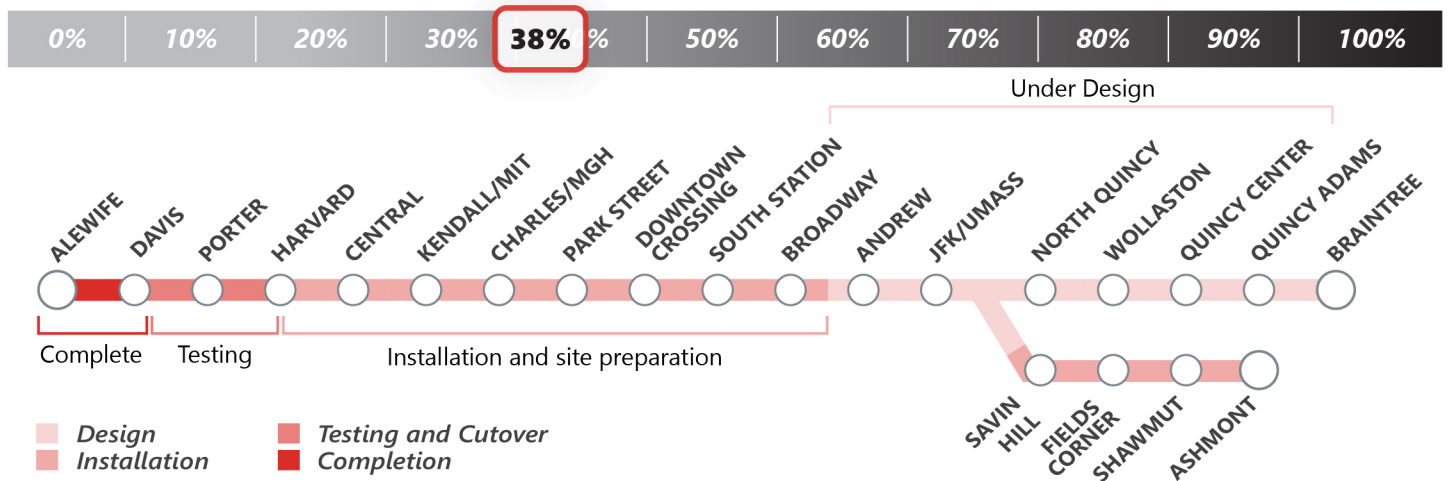 0% 10% 20% 30% 38% % 50% 60% 70% 80% 90% 100%
Under Design
ALEWIFE
DAVIS
PORTER
HARVARD
CENTRAL
KENDALL/MIT
CHARLES/MGH
PARK STREET
DOWNTOWN
CROSSING
SOUTH STATION
BROADWAY
ANDREW
JFK/UMASS
NORTH QUINCY
WOLLASTON
QUINCY CENTER
QUINCY ADAMS
BRAINTREE
Complete
Testing
Installation and site preparation
SAVIN
HILL
FIELDS
CORNER
SHAWMUT
ASHMONT
Design
Installation
Testing and Cutover
Completion